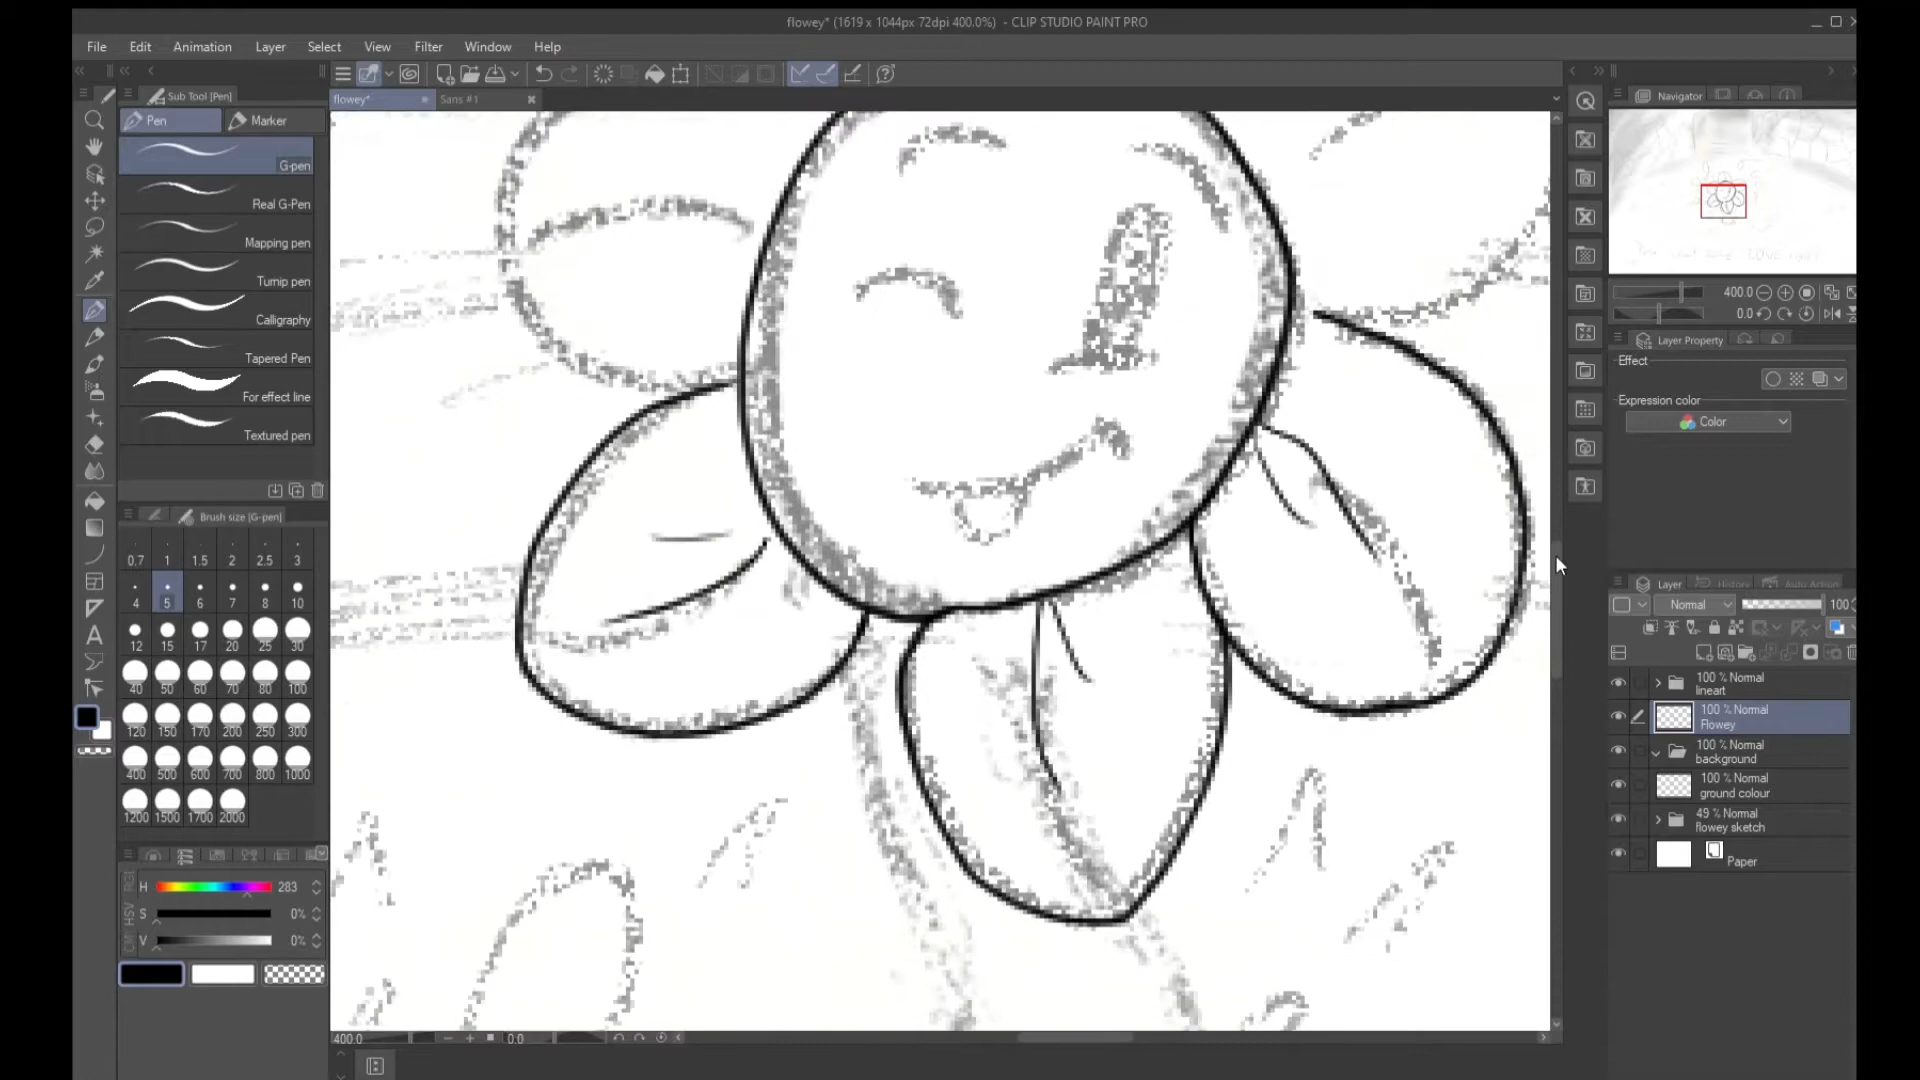 flowey* (1619 x 1044px 72dpi 400.0%) - CLIP STUDIO PAINT PRO
File Edit Animation Layer Select View Filter Window Help
Sub Tool [Pen]
flowey*
Sans #1
Navigator
Pen
Marker
G-pen
Real G-Pen
Mapping pen
Turnip pen
Calligraphy
Tapered Pen
For effect line
Textured pen
400.0
0.0
Layer Property
Effect
Expression color
Color
Brush size [G-pen]
0.7 1 1.5 2 2.5 3
4 5 6 7 8 10
12 15 17 20 25 30
40 50 60 70 80 100
120 150 170 200 250 300
400 500 600 700 800 1000
1200 1500 1700 2000
Layer History Auto Action
Normal 100
100 % Normal
lineart
100 % Normal
Flowey
100 % Normal
background
100 % Normal
ground colour
49 % Normal
flowey sketch
Paper
H 283
S 0%
V 0%
HSV
400.0
0.0